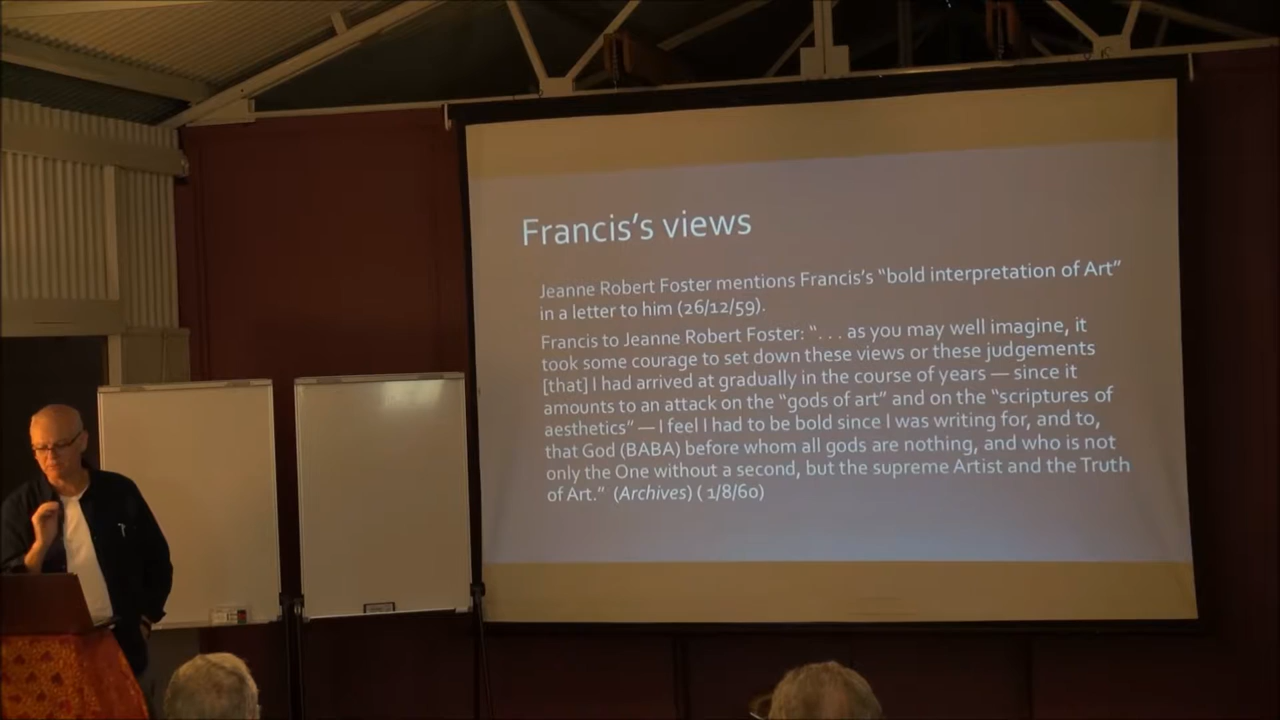 Francis's views
Jeanne Robert Foster mentions Francis's “bold interpretation of Art”
in a letter to him (26/12/59).
Francis to Jeanne Robert Foster: “. . . as you may well imagine, it
took some courage to set down these views or these judgements
[that] I had arrived at gradually in the course of years — since it
amounts to an attack on the “gods of art” and on the “scriptures of
aesthetics” — I feel I had to be bold since I was writing for, and to,
that God (BABA) before whom all gods are nothing, and who is not
only the One without a second, but the supreme Artist and the Truth
of Art.” (Archives) ( 1/8/60)